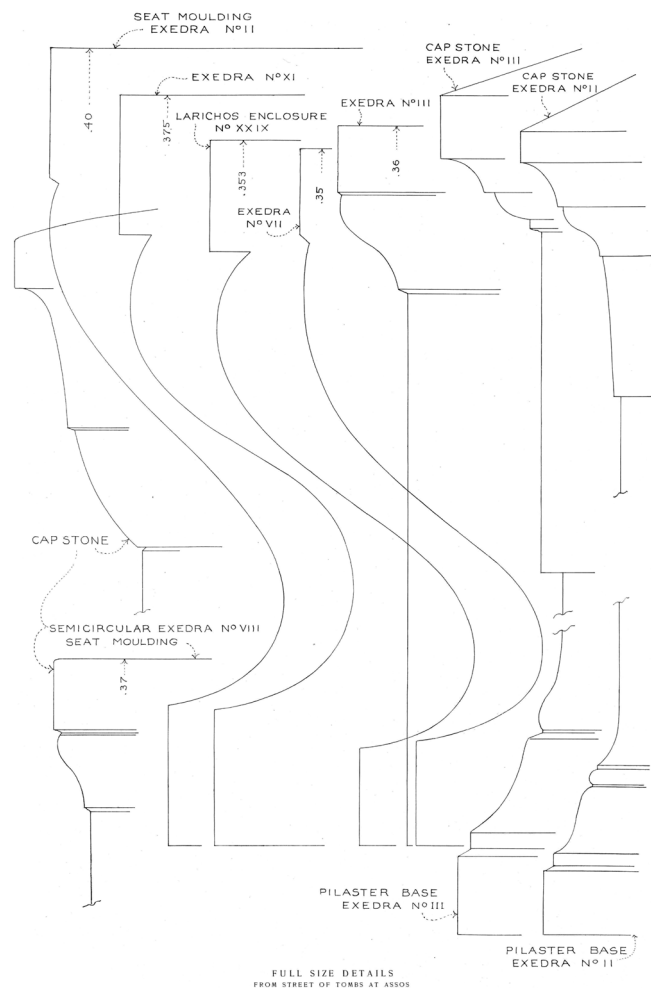 SEAT MOULDING
EXEDRA No II
.40
EXEDRA No XI
.375
LARICHOS ENCLOSURE
No XXIX
.353
EXEDRA
No VII
.35
EXEDRA No III
.36
CAP STONE
EXEDRA No III
CAP STONE
EXEDRA No II
CAP STONE
SEMICIRCULAR EXEDRA No VIII
SEAT MOULDING
.37
PILASTER BASE
EXEDRA No III
PILASTER BASE
EXEDRA No II
FULL SIZE DETAILS
FROM STREET OF TOMBS AT ASSOS